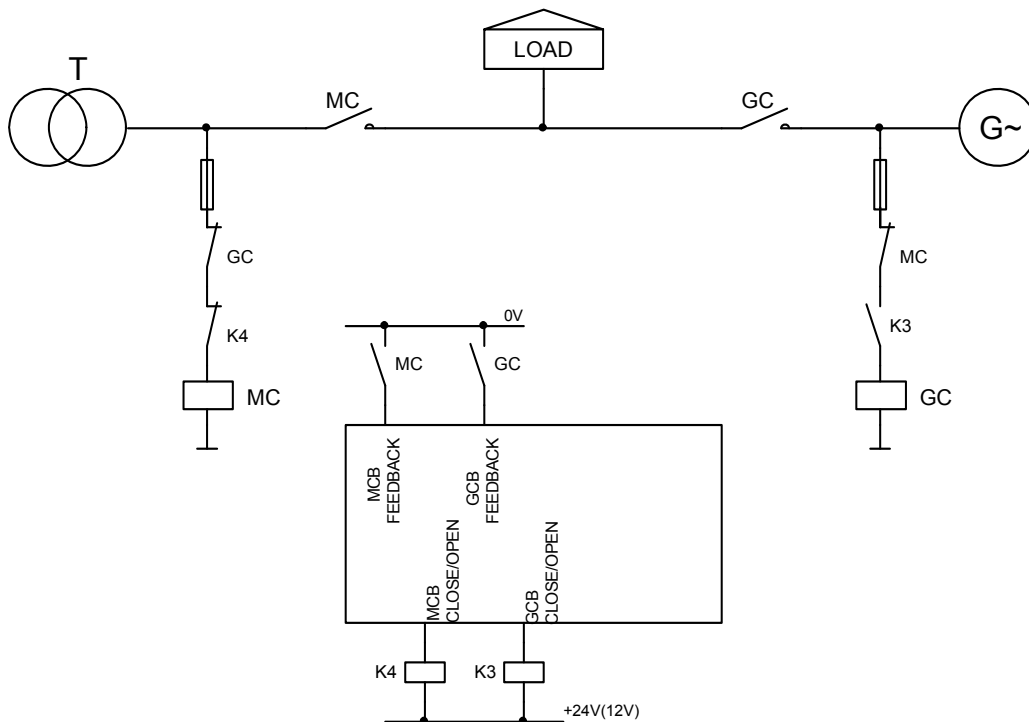 LOAD
T
MC
GC
G~
GC
MC
K4
K3
0V
MC
GC
MC
GC
MCB
FEEDBACK
GCB
FEEDBACK
MCB
CLOSE/OPEN
GCB
CLOSE/OPEN
K4
K3
+24V(12V)